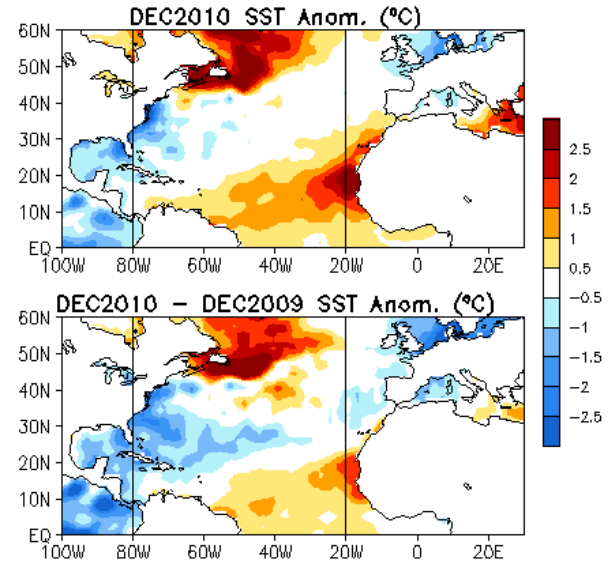 DEC2010 SST Anom. (ºC)
60N
50N
40N
30N
20N
10N
EQ
100W 80W 60W 40W 20W 0 20E
DEC2010 - DEC2009 SST Anom. (ºC)
60N
50N
40N
30N
20N
10N
EQ
100W 80W 60W 40W 20W 0 20E
2.5
2
1.5
1
0.5
-0.5
-1
-1.5
-2
-2.5